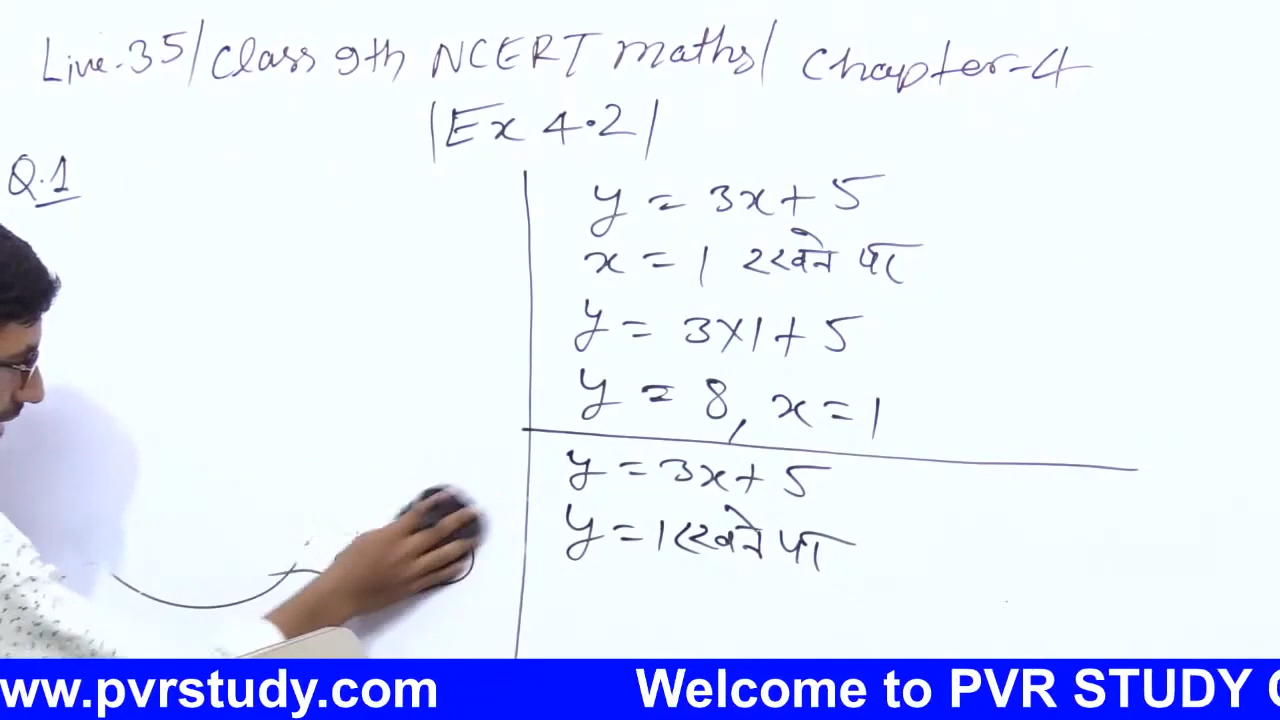 Live-35/Class 9th NCERT maths/ Chapter-4
|Ex 4.2|
Q.1
y = 3x + 5
x = 1 रखने पर
y = 3×1 + 5
y = 8, x = 1
y = 3x + 5
y = 1 रखने पर
www.pvrstudy.com Welcome to PVR STUDY C